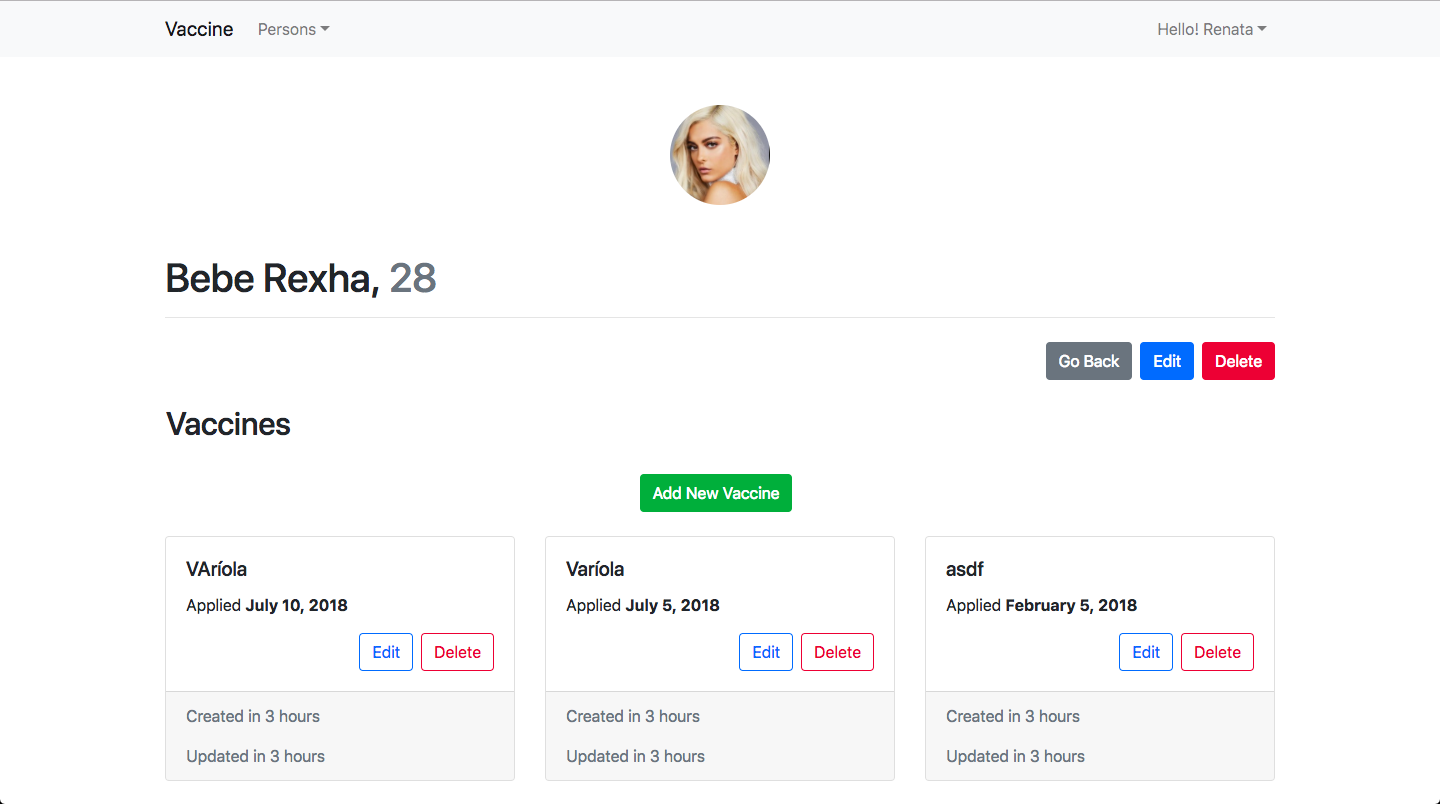 Vaccine Persons Hello! Renata
Bebe Rexha, 28
Go Back Edit Delete
Vaccines
Add New Vaccine
VAríola
Applied July 10, 2018
Edit Delete
Created in 3 hours
Updated in 3 hours
Varíola
Applied July 5, 2018
Edit Delete
Created in 3 hours
Updated in 3 hours
asdf
Applied February 5, 2018
Edit Delete
Created in 3 hours
Updated in 3 hours